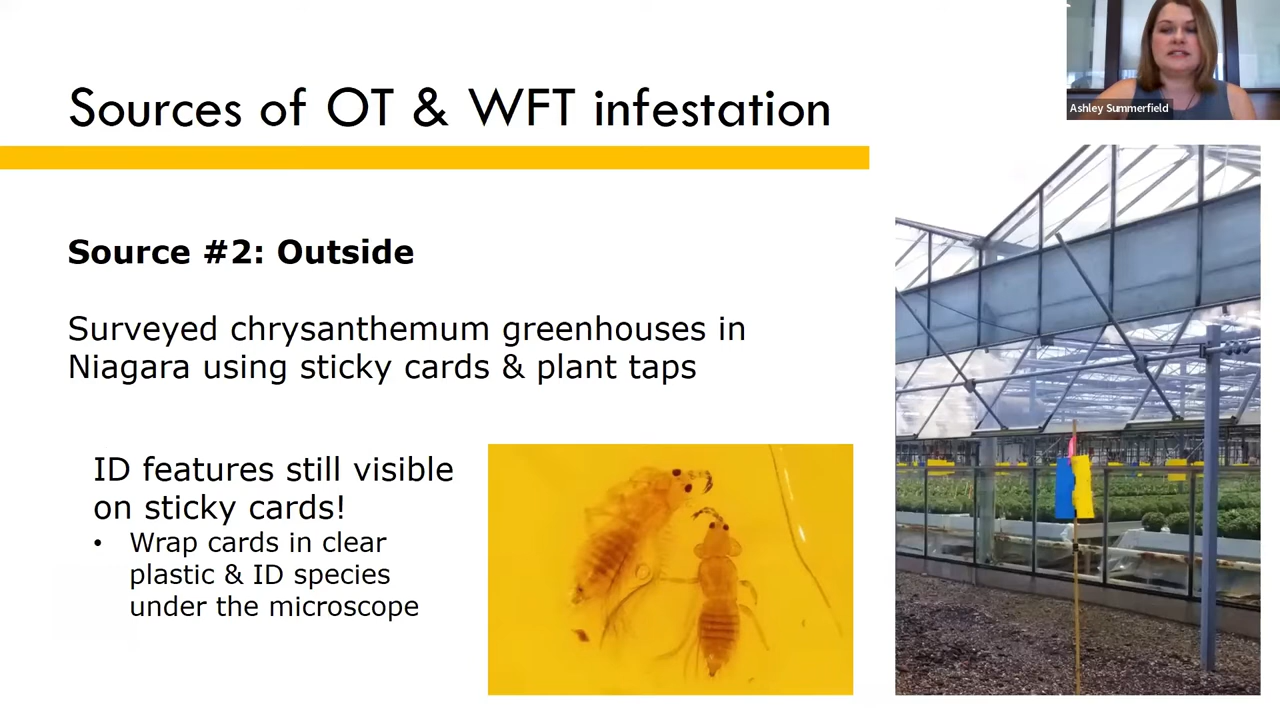 Ashley Summerfield
Sources of OT & WFT infestation
Source #2: Outside
Surveyed chrysanthemum greenhouses in
Niagara using sticky cards & plant taps
ID features still visible
on sticky cards!
• Wrap cards in clear
plastic & ID species
under the microscope